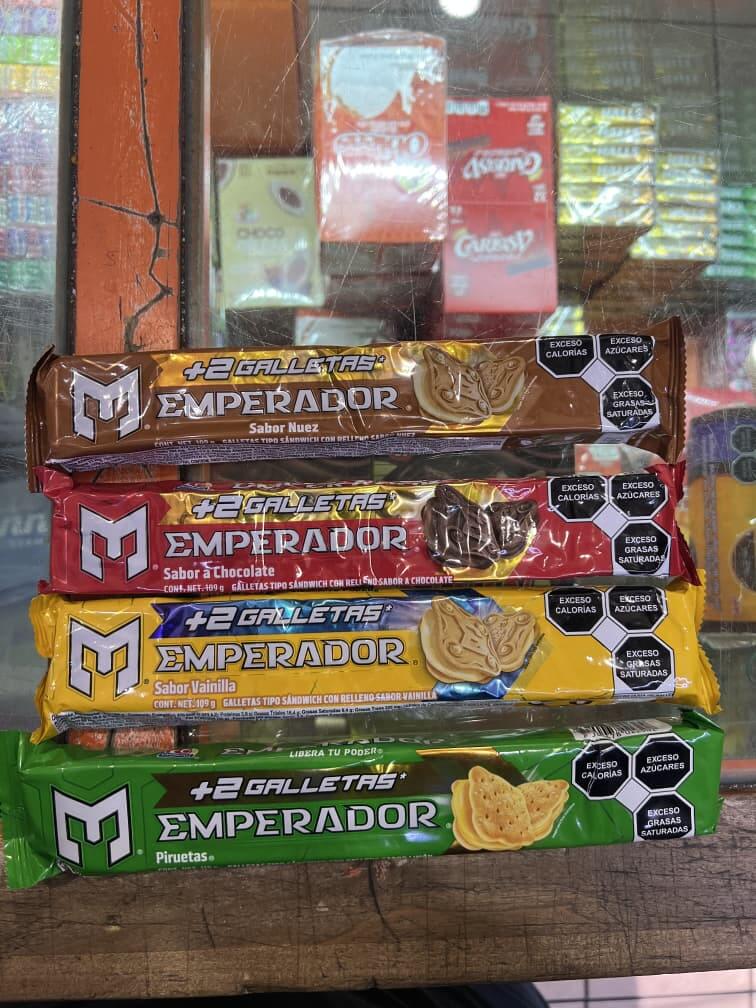 CHOCO
GARBISY
GARBISY
+2 GALLETAS*
EMPERADOR
Sabor Nuez
CONT. NET. 109 g GALLETAS TIPO SÁNDWICH CON RELLENO SABOR NUEZ
EXCESO
CALORÍAS
EXCESO
AZÚCARES
EXCESO
GRASAS
SATURADAS
+2 GALLETAS*
EMPERADOR
Sabor a Chocolate
CONT. NET. 109 g GALLETAS TIPO SÁNDWICH CON RELLENO SABOR A CHOCOLATE
EXCESO
CALORÍAS
EXCESO
AZÚCARES
EXCESO
GRASAS
SATURADAS
+2 GALLETAS*
EMPERADOR®
Sabor Vainilla
CONT. NET. 109 g GALLETAS TIPO SÁNDWICH CON RELLENO SABOR VAINILLA
EXCESO
CALORÍAS
EXCESO
AZÚCARES
EXCESO
GRASAS
SATURADAS
LIBERA TU PODER®
+2 GALLETAS*
EMPERADOR®
Piruetas®
EXCESO
CALORÍAS
EXCESO
AZÚCARES
EXCESO
GRASAS
SATURADAS